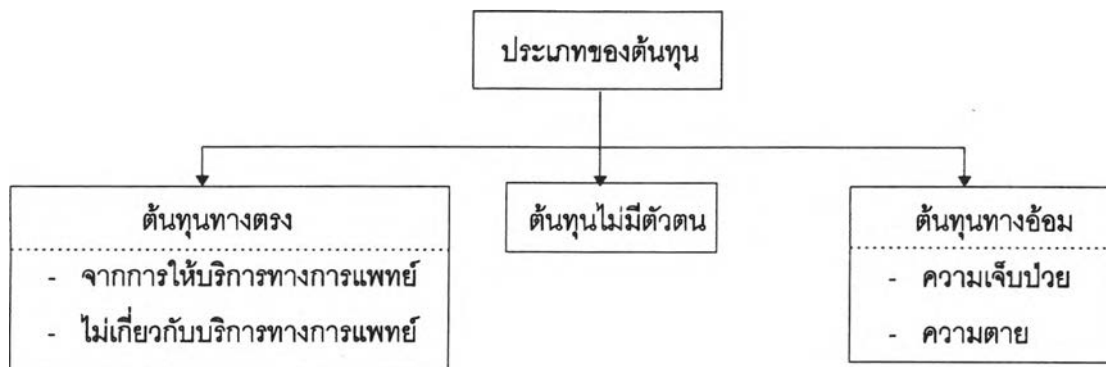 ประเภทของต้นทุน
ต้นทุนทางตรง
- จากการให้บริการทางการแพทย์
- ไม่เกี่ยวกับบริการทางการแพทย์
ต้นทุนไม่มีตัวตน
ต้นทุนทางอ้อม
- ความเจ็บป่วย
- ความตาย